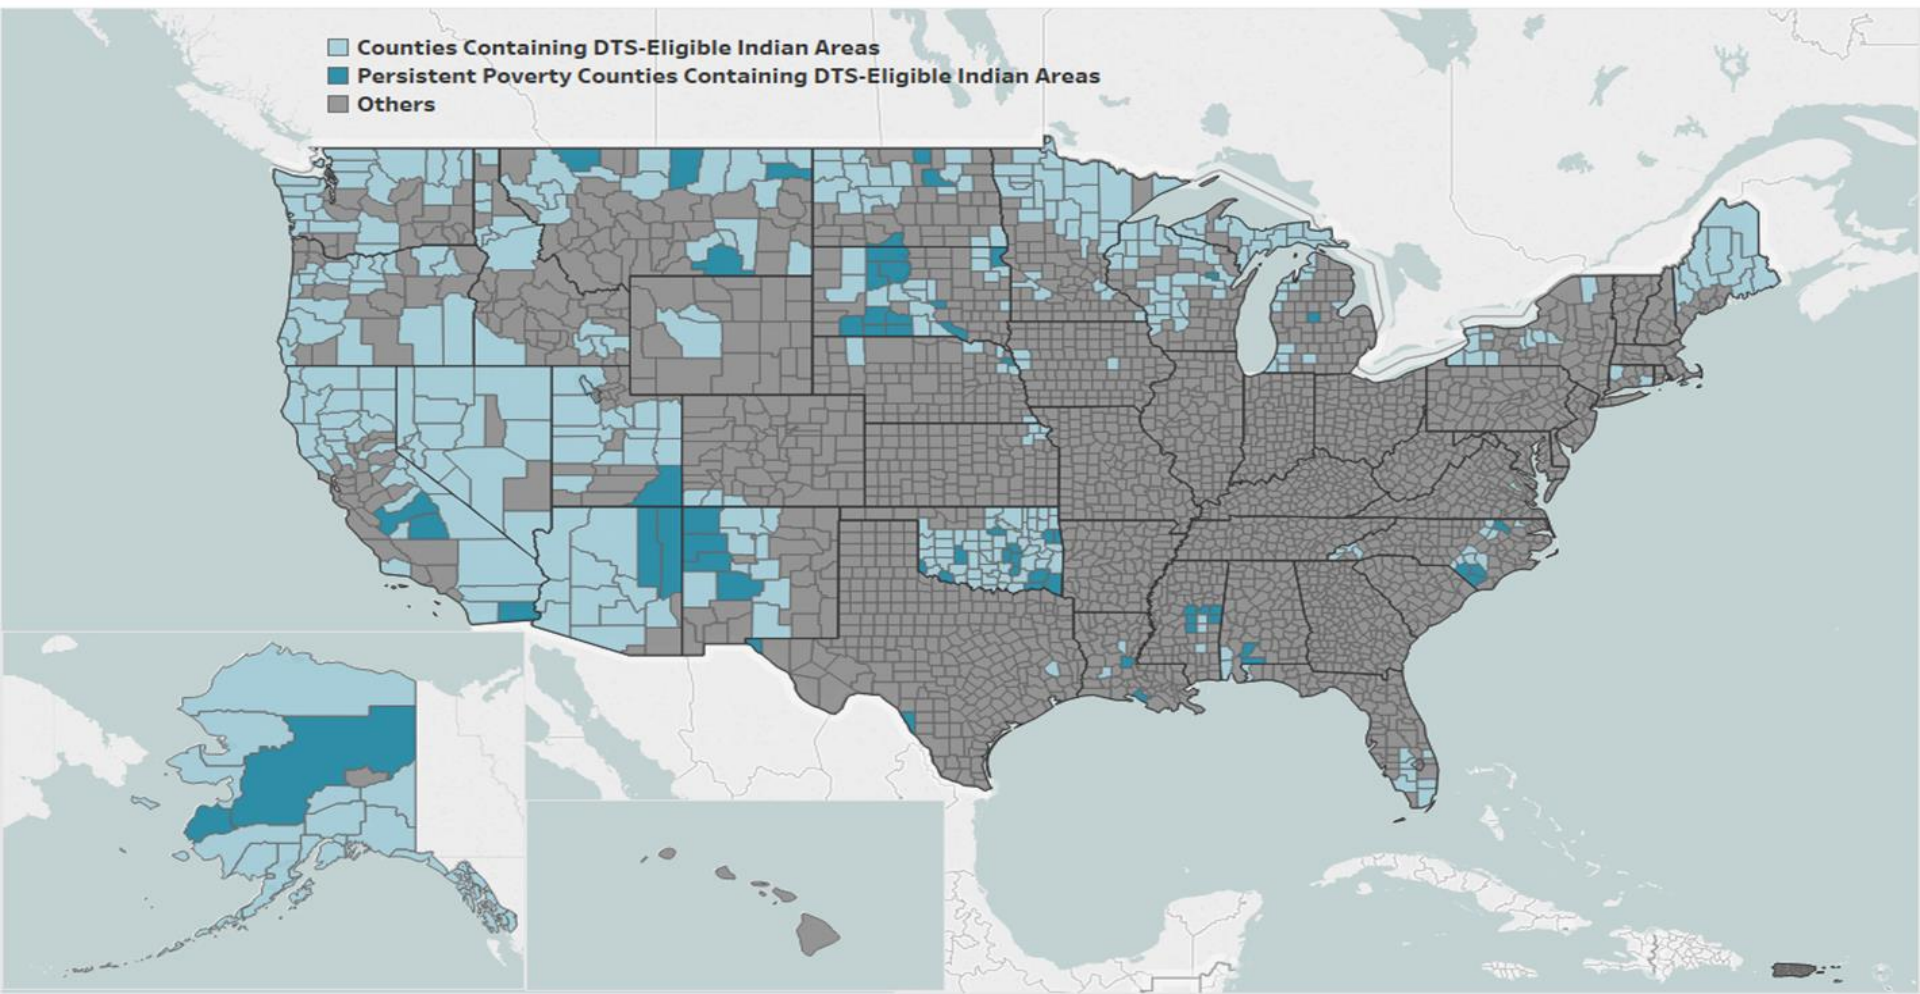 Counties Containing DTS-Eligible Indian Areas
Persistent Poverty Counties Containing DTS-Eligible Indian Areas
Others